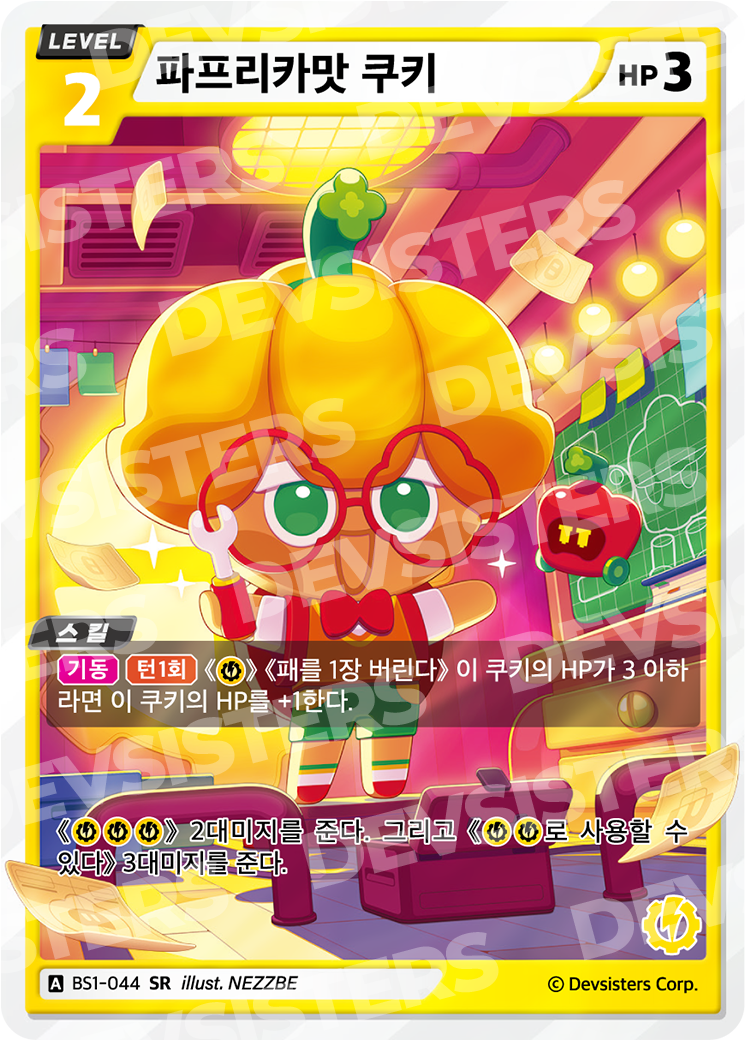 LEVEL
2
파프리카맛 쿠키
HP 3
스킬
기동 턴1회 《》《패를 1장 버린다》 이 쿠키의 HP가 3 이하
라면 이 쿠키의 HP를 +1한다.
《》 2대미지를 준다. 그리고 《로 사용할 수
있다》 3대미지를 준다.
A BS1-044 SR illust. NEZZBE
© Devsisters Corp.
DEVSISTERS